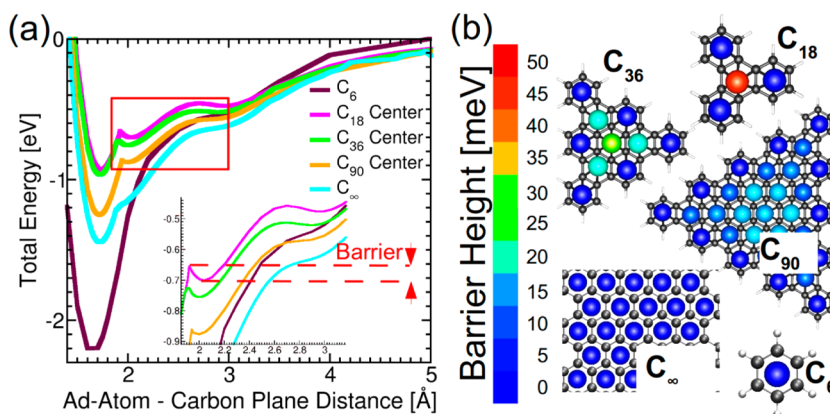 (a)
Total Energy [eV]
0
-1
-2
C6
C18 Center
C36 Center
C90 Center
C∞
-0.5
-0.6
-0.7
-0.8
-0.9
Barrier
2 2.2 2.4 2.6 2.8 3
2 3 4 5
Ad-Atom - Carbon Plane Distance [Å]
(b)
Barrier Height [meV]
50
45
40
35
30
25
20
15
10
5
0
C36
C18
C90
C∞